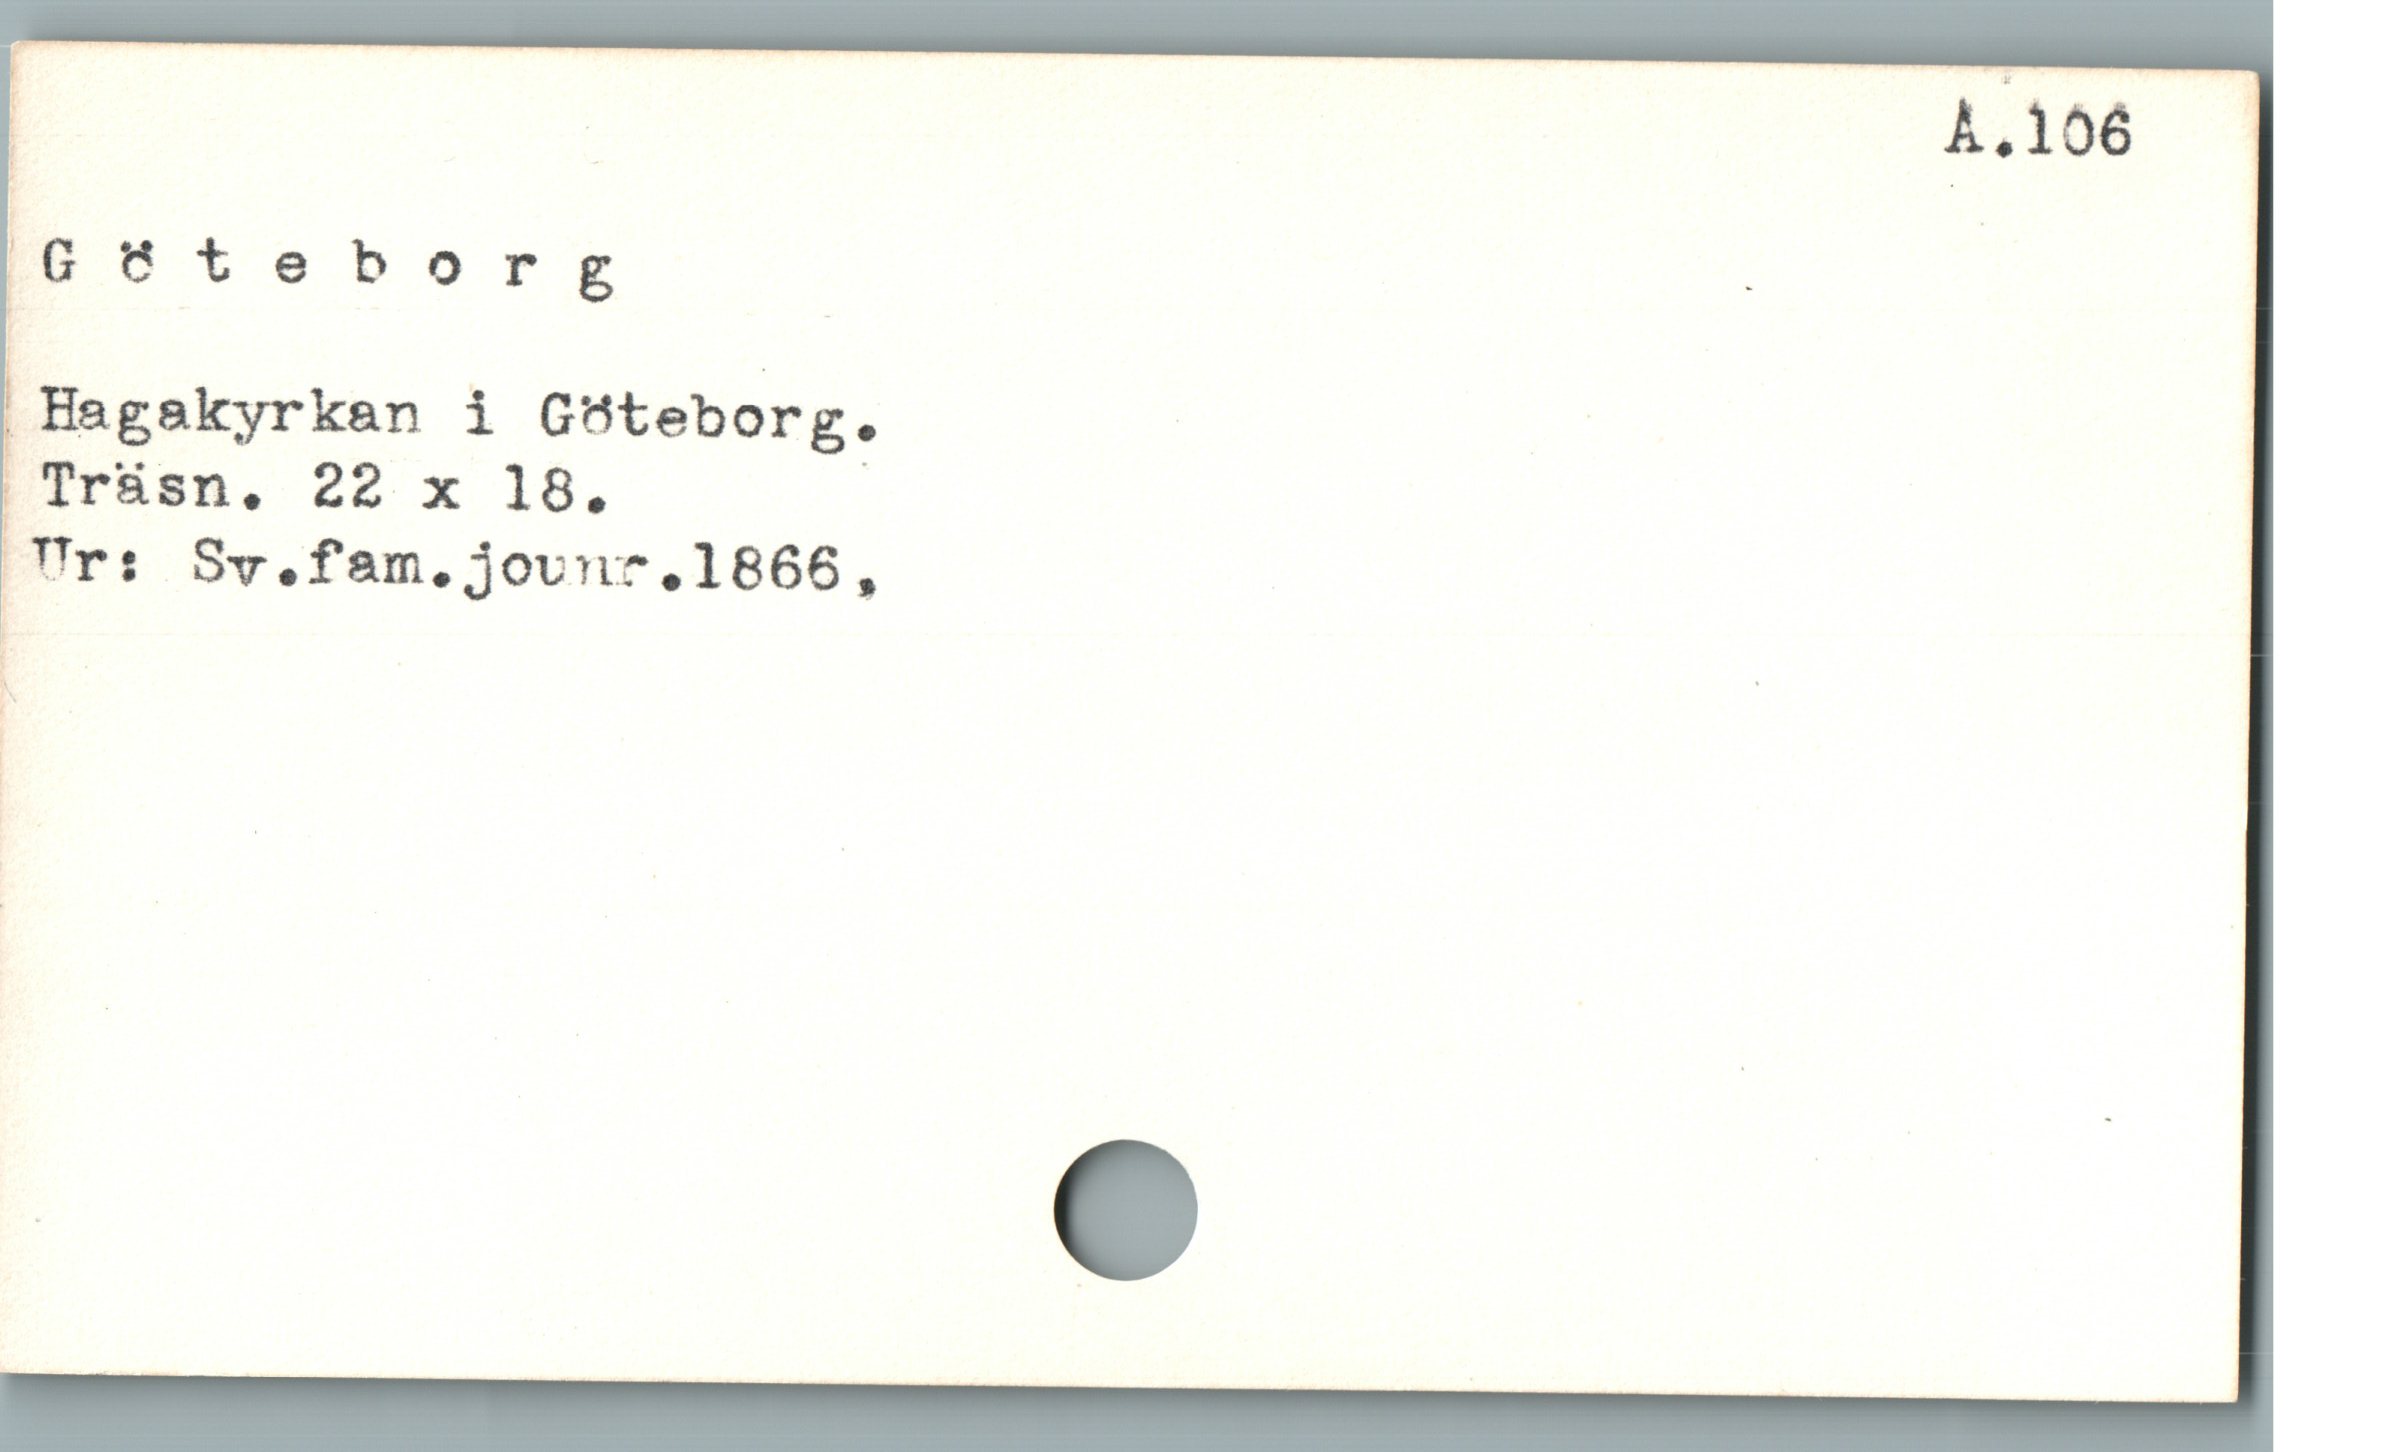 A.106
G ö t e b o r g
Hagakyrkan i Göteborg.
Träsn. 22 x 18.
Ur: Sv.fam.jounr.1866,